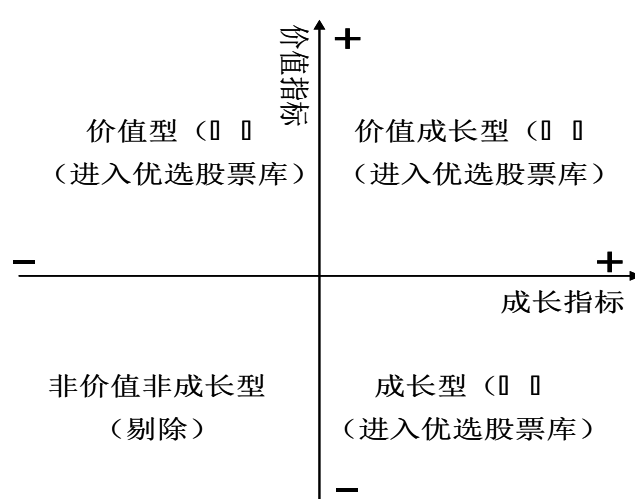 价值指标
+
价值型（
（进入优选股票库）
价值成长型（
（进入优选股票库）
−
+
成长指标
非价值非成长型
（剔除）
成长型（
（进入优选股票库）
−